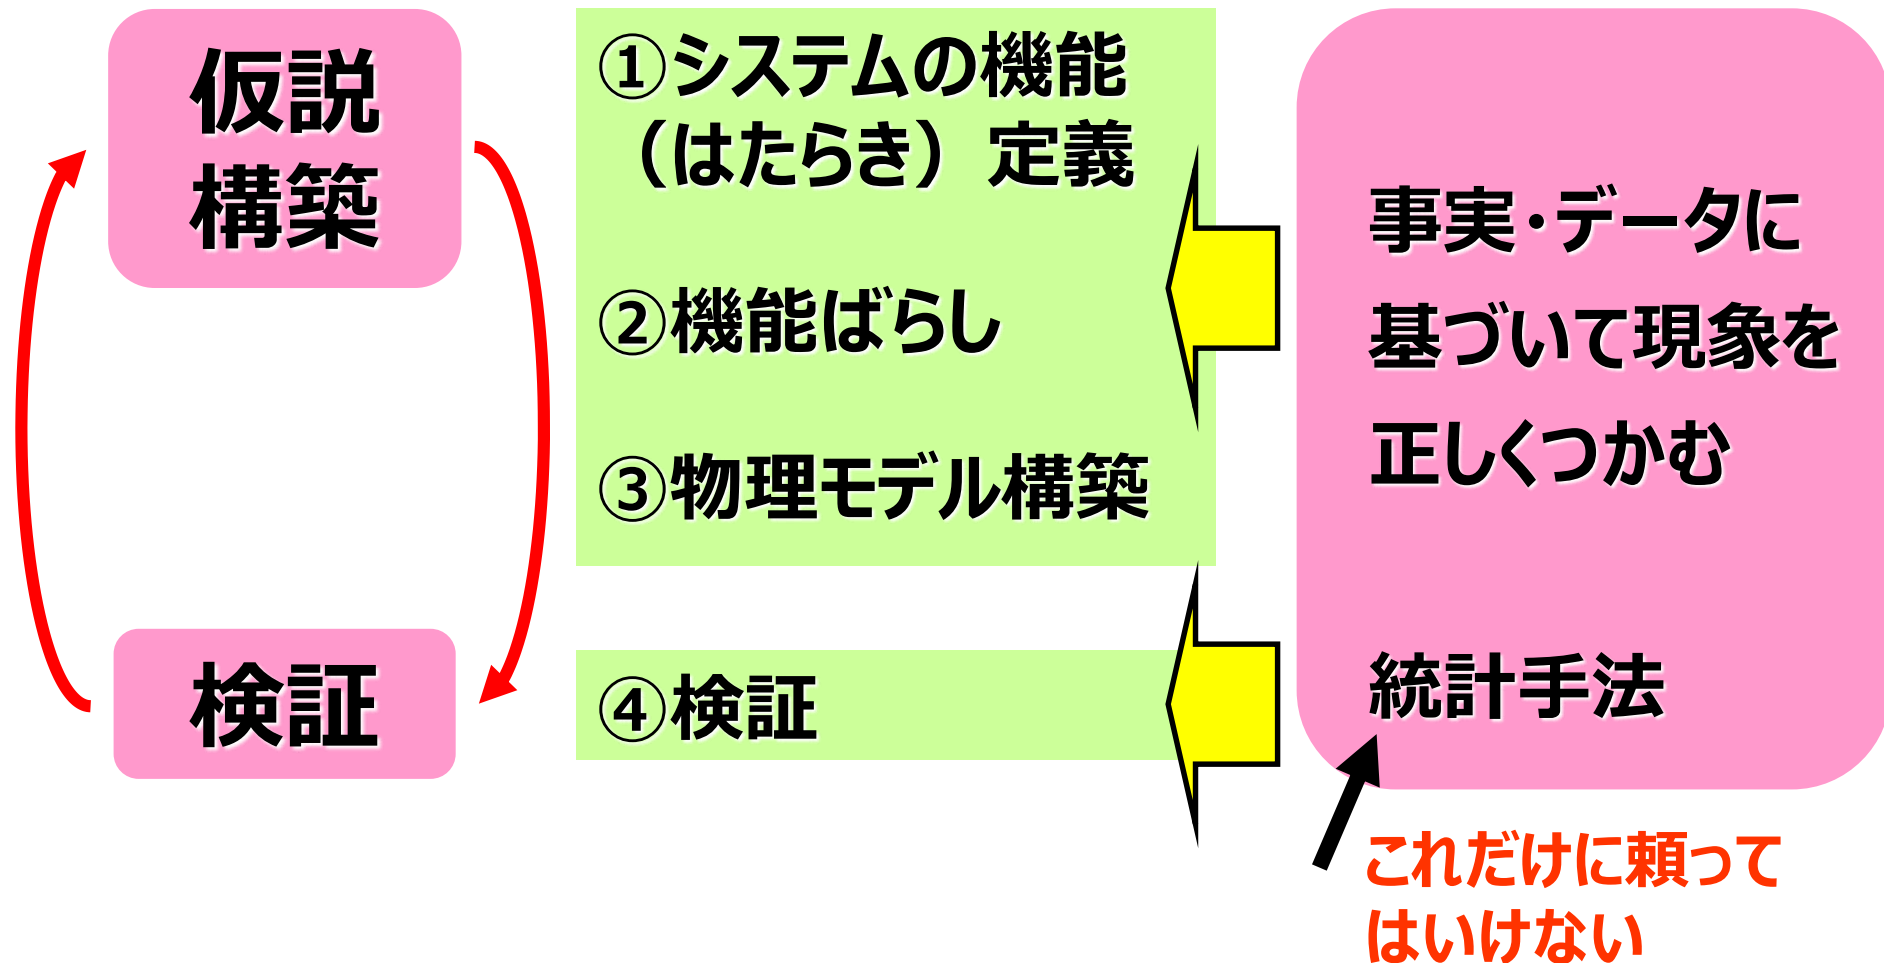 仮説
構築
検証
①システムの機能
（はたらき）定義
②機能ばらし
③物理モデル構築
④検証
事実・データに
基づいて現象を
正しくつかむ
統計手法
これだけに頼って
はいけない